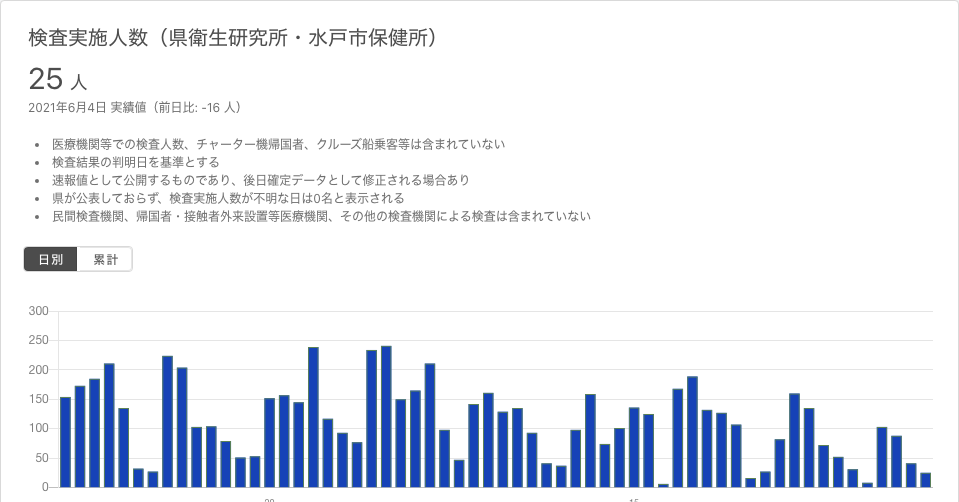 検査実施人数（県衛生研究所・水戸市保健所）
25 人
2021年6月4日 実績値（前日比: -16 人）
• 医療機関等での検査人数、チャーター機帰国者、クルーズ船乗客等は含まれていない
• 検査結果の判明日を基準とする
• 速報値として公開するものであり、後日確定データとして修正される場合あり
• 県が公表しておらず、検査実施人数が不明な日は0名と表示される
• 民間検査機関、帰国者・接触者外来設置等医療機関、その他の検査機関による検査は含まれていない
日別 累計
300
250
200
150
100
50
0